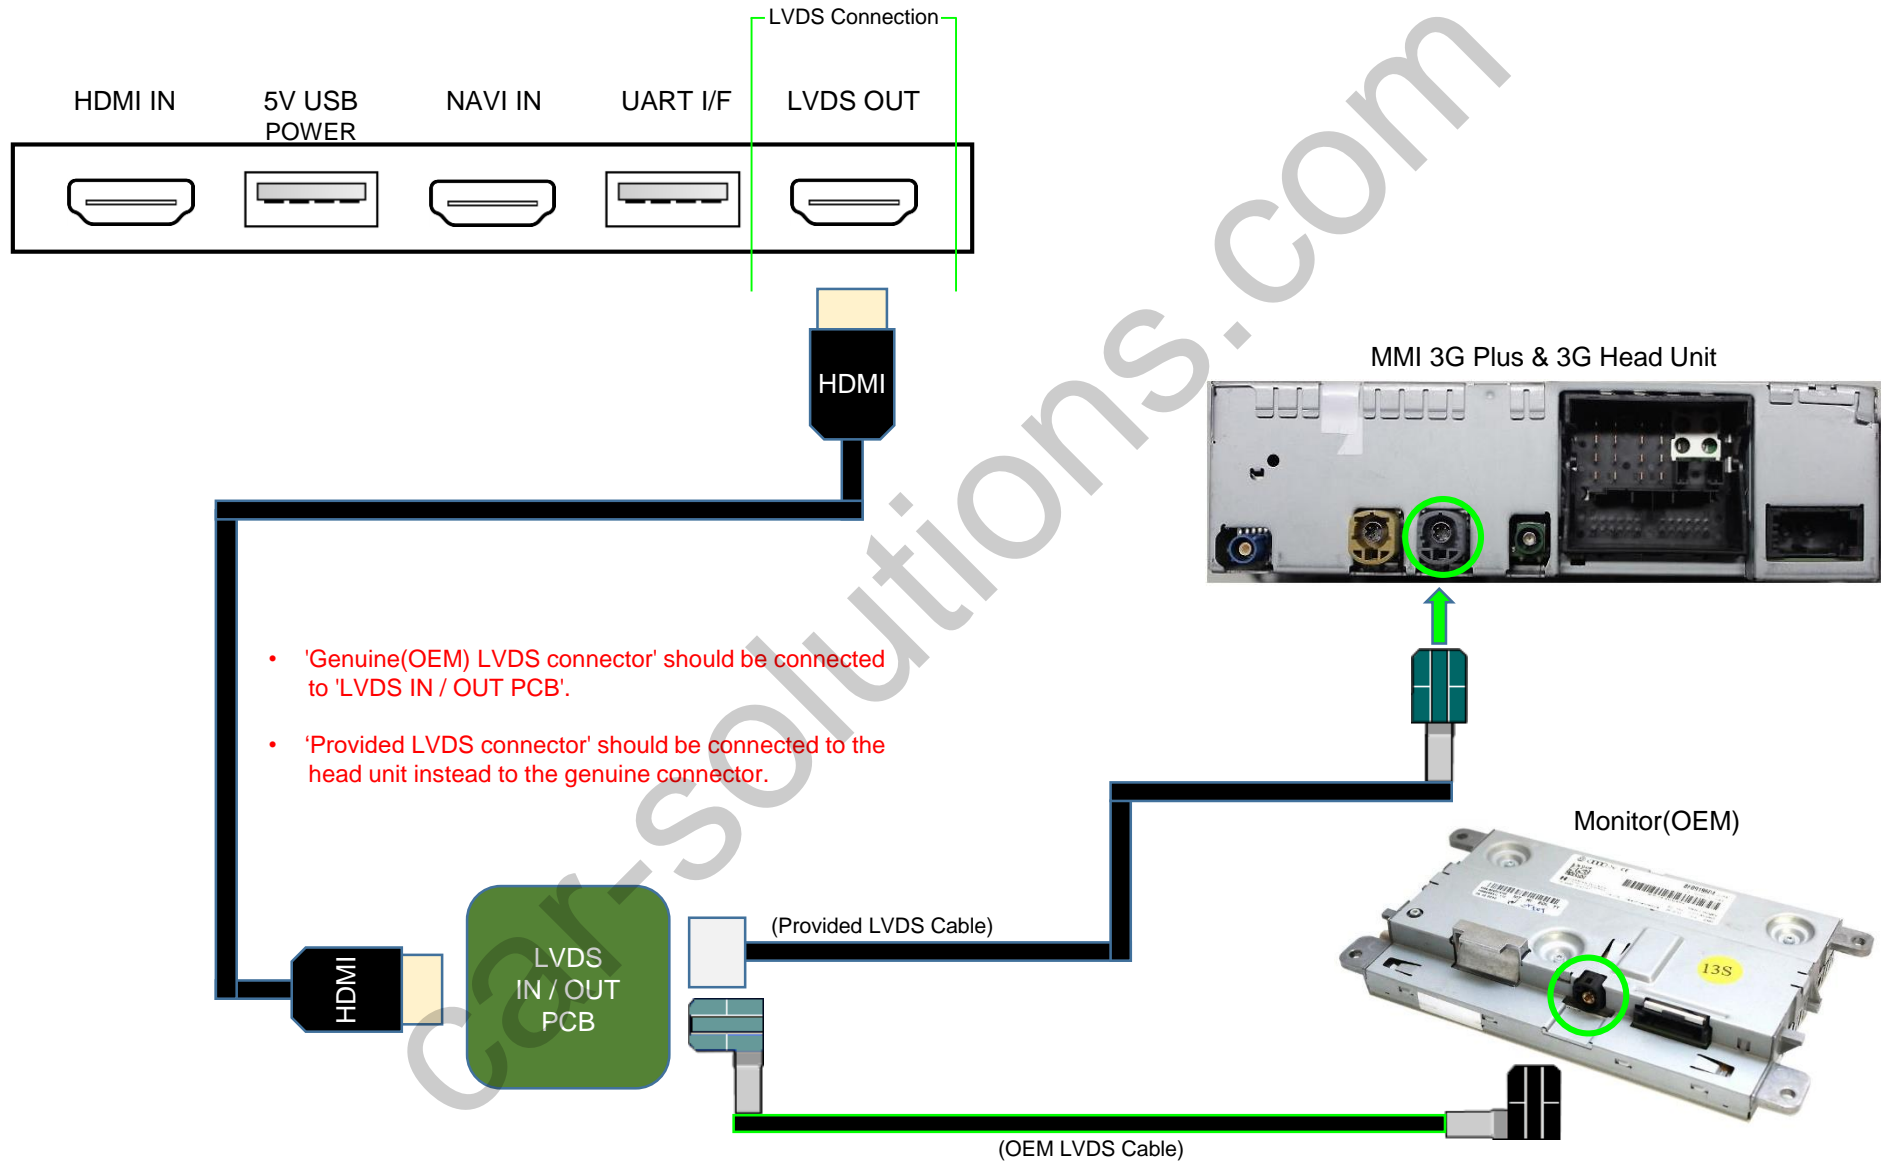 LVDS Connection
HDMI IN
5V USB
POWER
NAVI IN
UART I/F
LVDS OUT
HDMI
MMI 3G Plus & 3G Head Unit
• 'Genuine(OEM) LVDS connector' should be connected
to 'LVDS IN / OUT PCB'.
• ‘Provided LVDS connector' should be connected to the
head unit instead to the genuine connector.
Monitor(OEM)
13S
(Provided LVDS Cable)
LVDS
IN / OUT
PCB
HDMI
(OEM LVDS Cable)
car-solutions.com